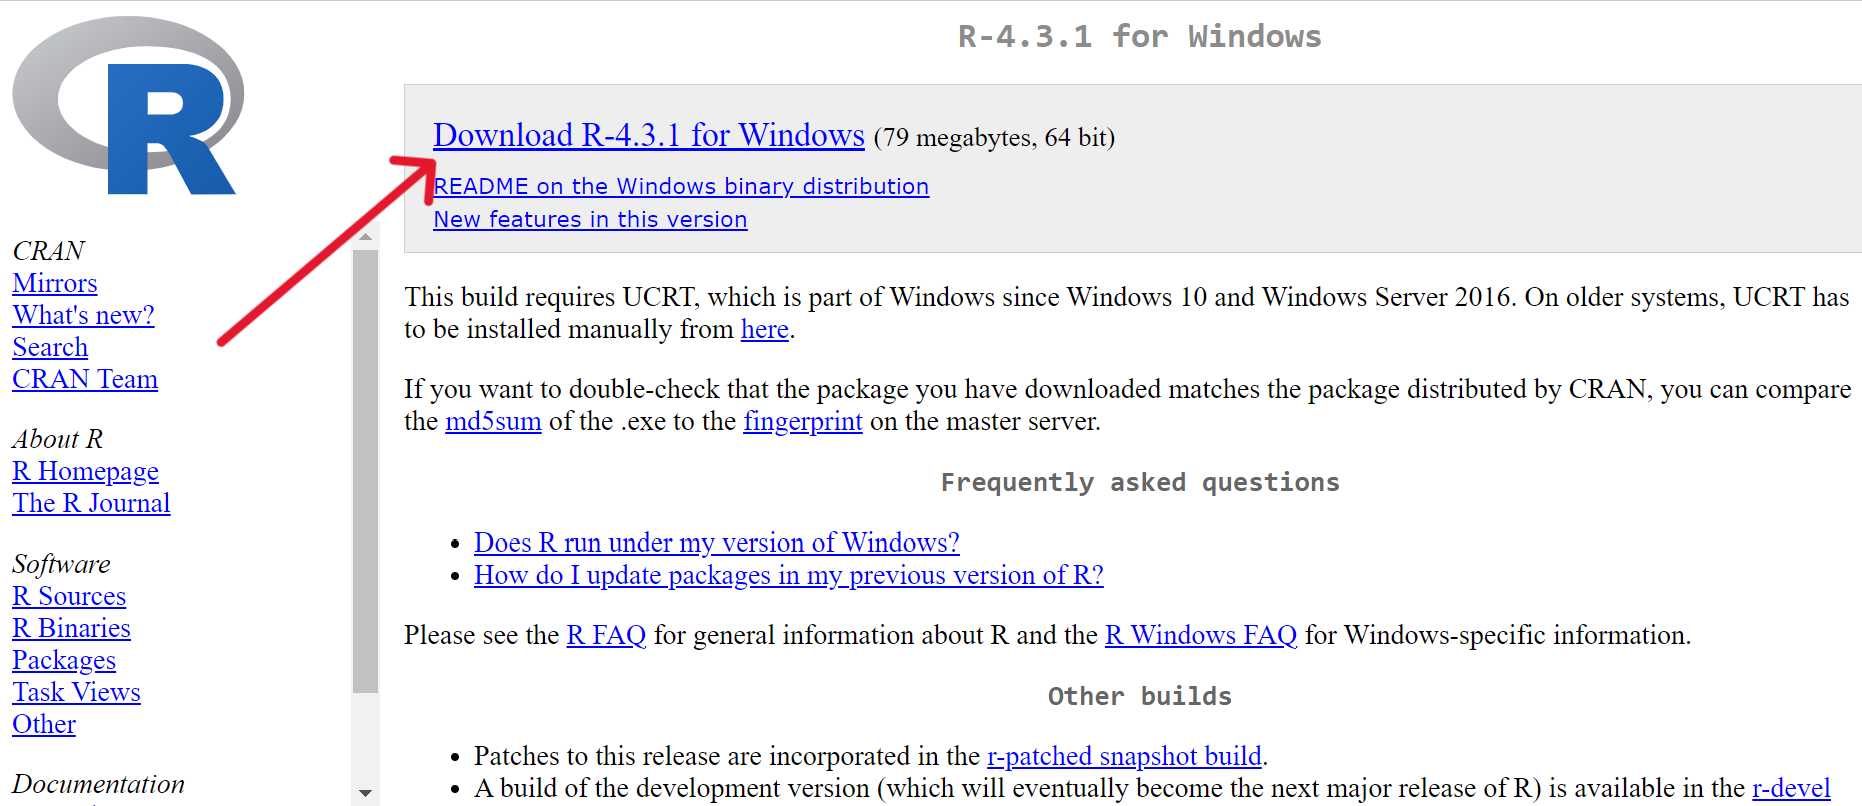 R
R-4.3.1 for Windows
Download R-4.3.1 for Windows (79 megabytes, 64 bit)
README on the Windows binary distribution
New features in this version
CRAN
Mirrors
What's new?
Search
CRAN Team
About R
R Homepage
The R Journal
Software
R Sources
R Binaries
Packages
Task Views
Other
Documentation
This build requires UCRT, which is part of Windows since Windows 10 and Windows Server 2016. On older systems, UCRT has
to be installed manually from here.
If you want to double-check that the package you have downloaded matches the package distributed by CRAN, you can compare
the md5sum of the .exe to the fingerprint on the master server.
Frequently asked questions
• Does R run under my version of Windows?
• How do I update packages in my previous version of R?
Please see the R FAQ for general information about R and the R Windows FAQ for Windows-specific information.
Other builds
• Patches to this release are incorporated in the r-patched snapshot build.
• A build of the development version (which will eventually become the next major release of R) is available in the r-devel